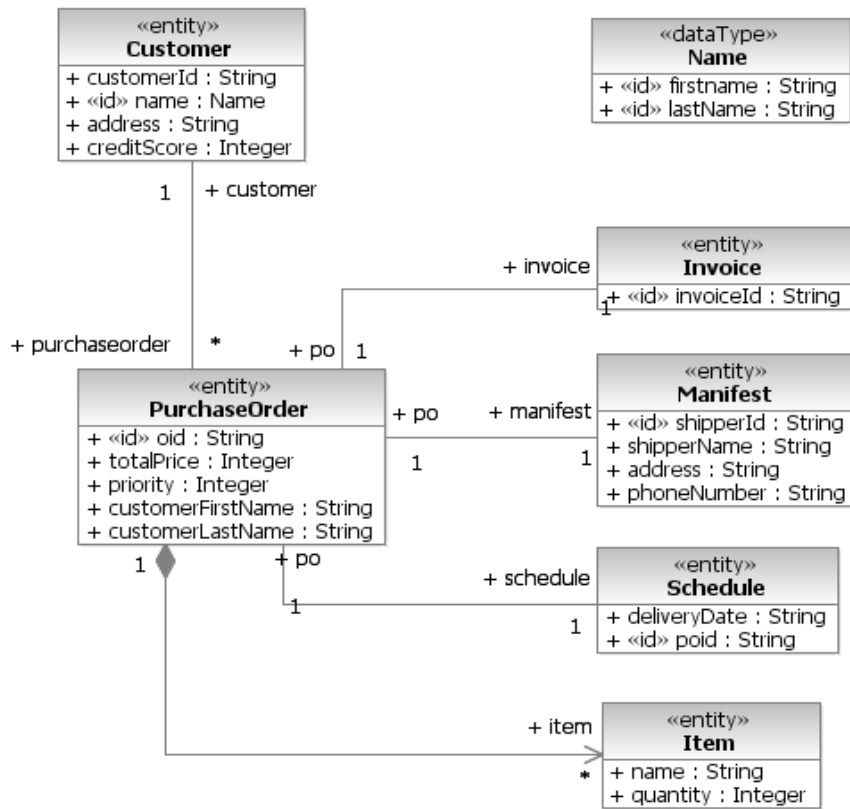 «entity»
Customer
+ customerId : String
+ «id» name : Name
+ address : String
+ creditScore : Integer
«dataType»
Name
+ «id» firstname : String
+ «id» lastName : String
1
+ customer
+ purchaseorder
*
+ invoice
1
+ po
1
«entity»
Invoice
+ «id» invoiceId : String
«entity»
PurchaseOrder
+ «id» oid : String
+ totalPrice : Integer
+ priority : Integer
+ customerFirstName : String
+ customerLastName : String
+ po
1
+ manifest
1
«entity»
Manifest
+ «id» shipperId : String
+ shipperName : String
+ address : String
+ phoneNumber : String
1
+ po
1
+ schedule
1
«entity»
Schedule
+ deliveryDate : String
+ «id» poid : String
+ item
*
«entity»
Item
+ name : String
+ quantity : Integer